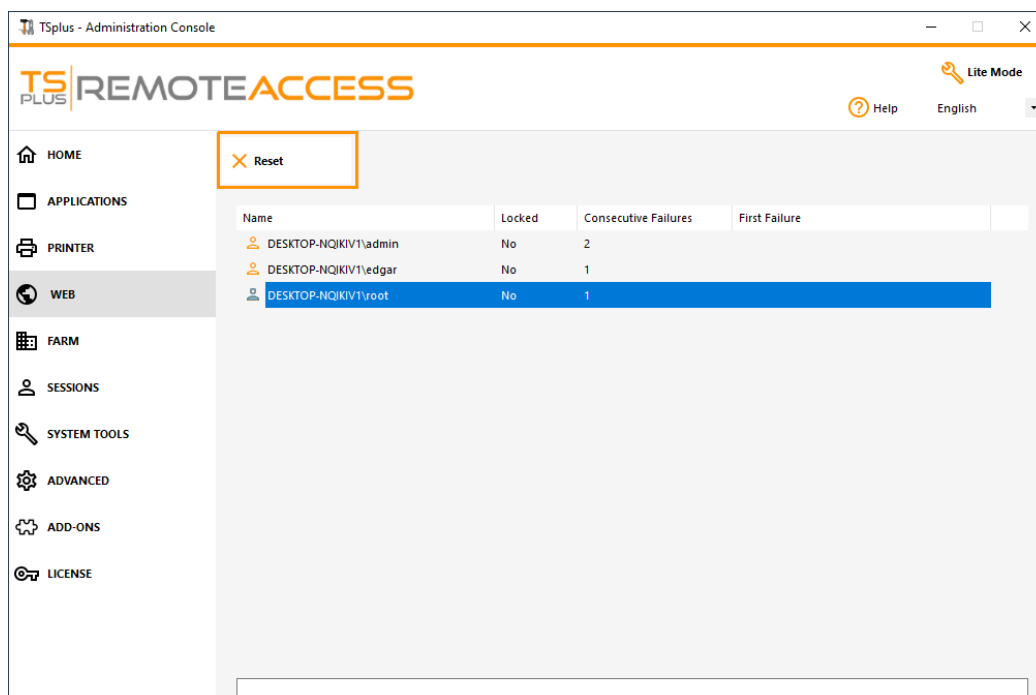 TSplus - Administration Console
TS PLUS REMOTEACCESS
Lite Mode
Help English
HOME
APPLICATIONS
PRINTER
WEB
FARM
SESSIONS
SYSTEM TOOLS
ADVANCED
ADD-ONS
LICENSE
Reset
Name Locked Consecutive Failures First Failure
DESKTOP-NQIKIV1\admin No 2
DESKTOP-NQIKIV1\edgar No 1
DESKTOP-NQIKIV1\root No 1